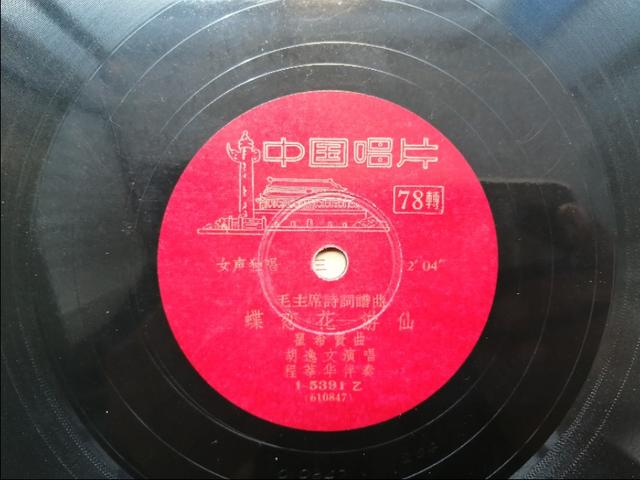 中国唱片
78轉
女声独唱 2′04″
毛主席詩詞譜曲
蝶恋花—游仙
瞿希賢曲
胡逸文演唱
程華伴奏
1-5391乙
(610847)